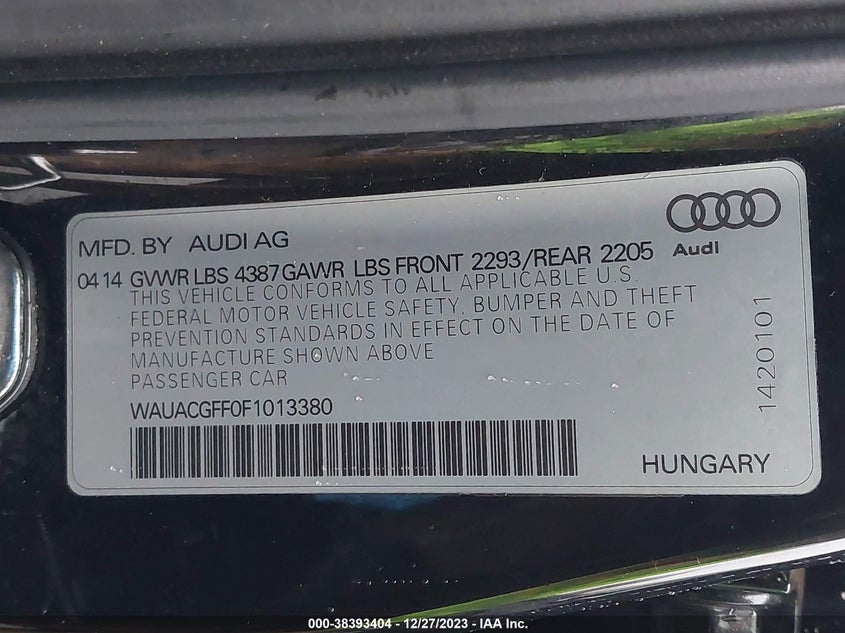 MFD. BY AUDI AG
Audi
04 14 GVWR LBS 4387 GAWR LBS FRONT 2293/REAR 2205
THIS VEHICLE CONFORMS TO ALL APPLICABLE U.S.
FEDERAL MOTOR VEHICLE SAFETY, BUMPER AND THEFT
PREVENTION STANDARDS IN EFFECT ON THE DATE OF
MANUFACTURE SHOWN ABOVE
PASSENGER CAR
WAUACGFF0F1013380
1420101
HUNGARY
000-38393404 - 12/27/2023 - IAA Inc.